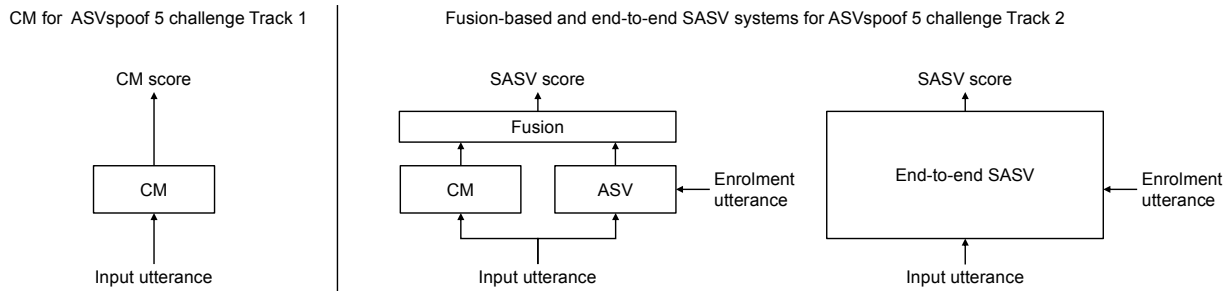 CM for ASVspoof 5 challenge Track 1
CM score
CM
Input utterance
Fusion-based and end-to-end SASV systems for ASVspoof 5 challenge Track 2
SASV score
Fusion
CM
ASV
Enrolment
utterance
Input utterance
SASV score
End-to-end SASV
Enrolment
utterance
Input utterance